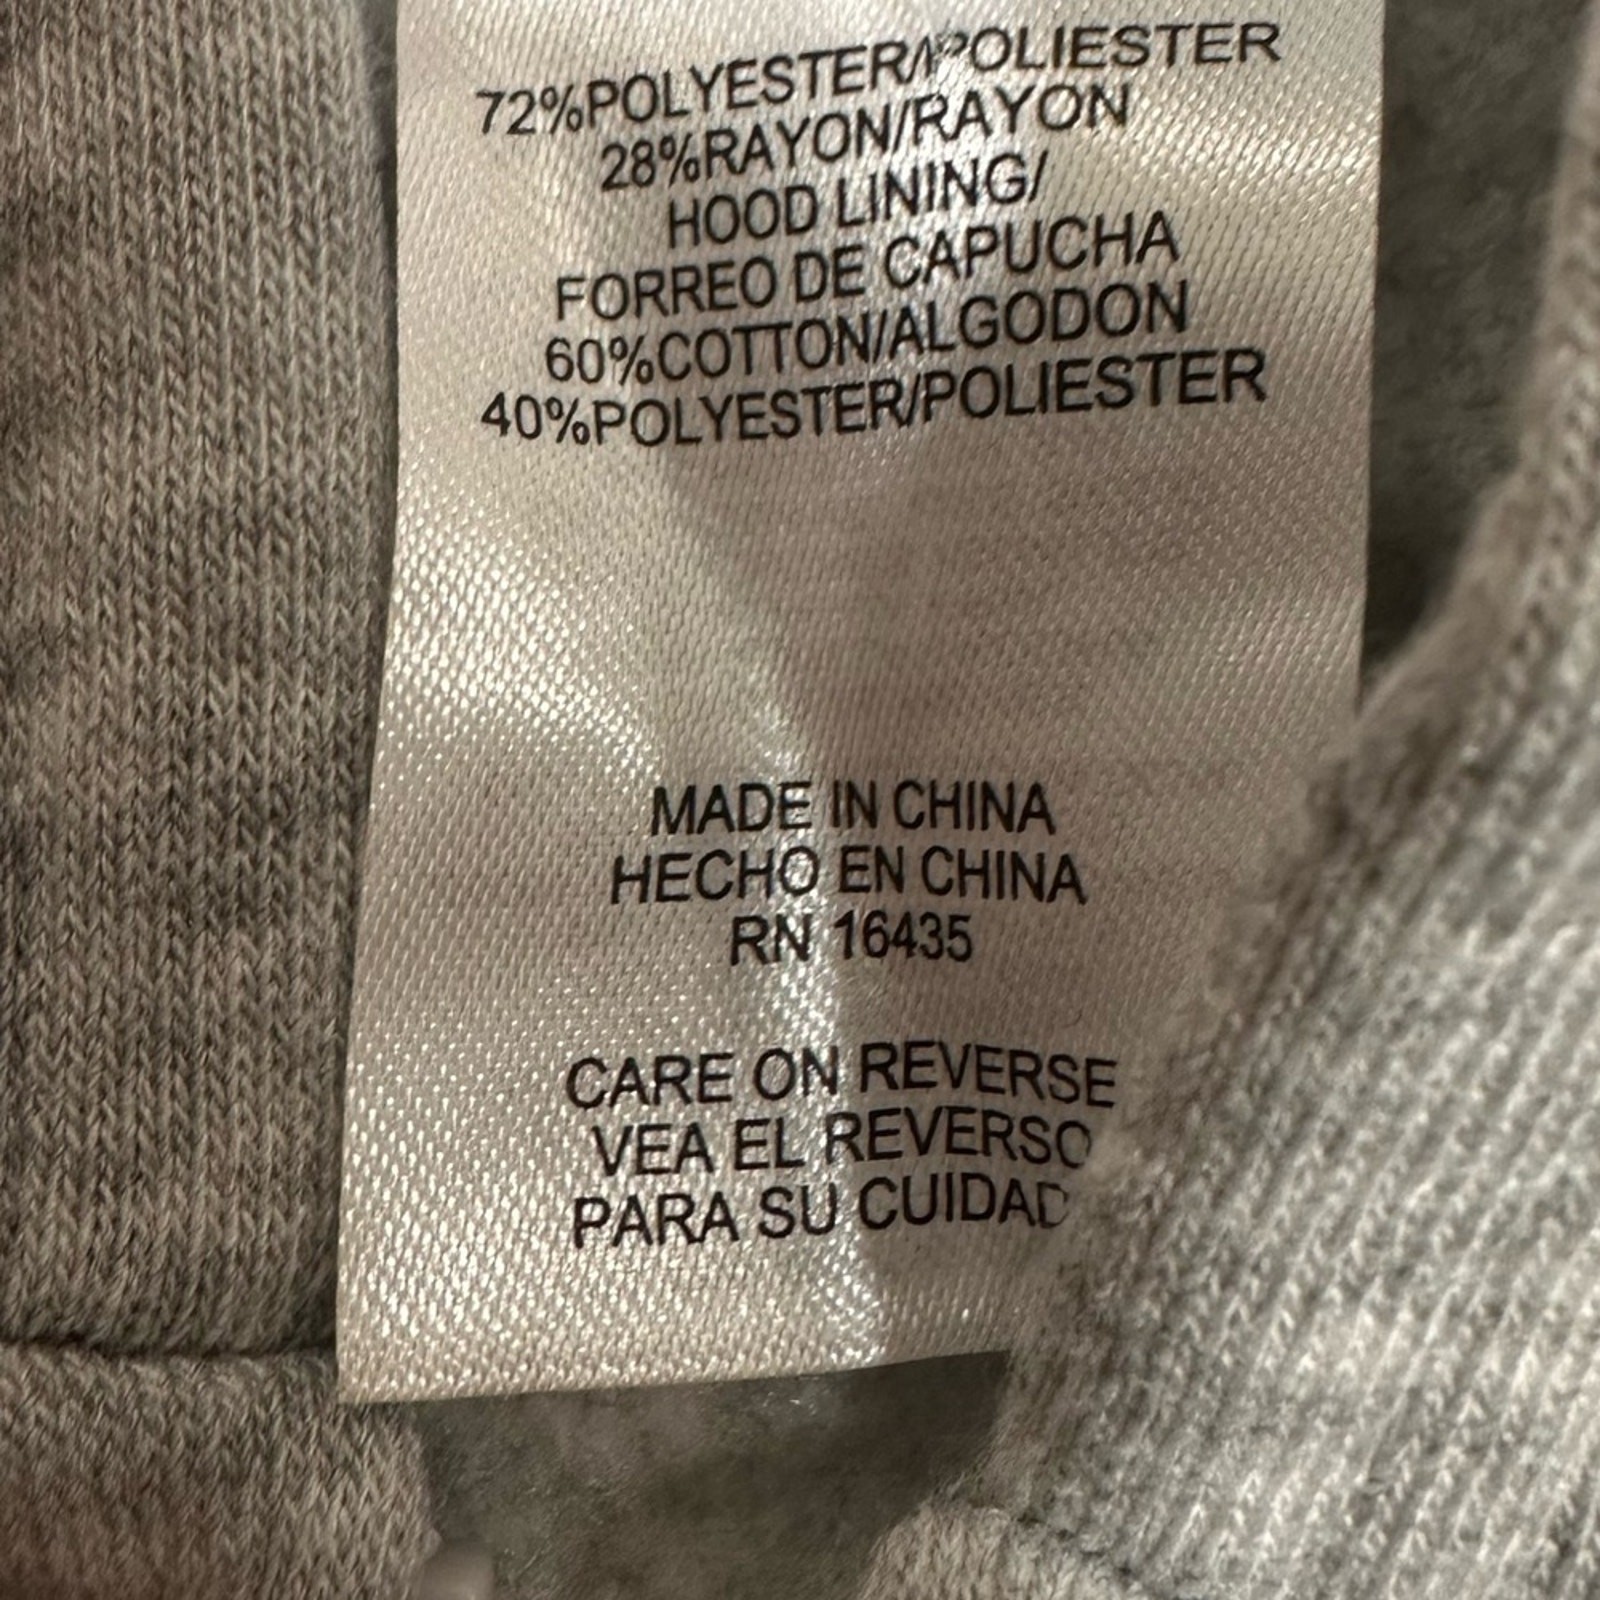 72%POLYESTER/POLIESTER
28%RAYON/RAYON
HOOD LINING/
FORREO DE CAPUCHA
60%COTTON/ALGODON
40%POLYESTER/POLIESTER
MADE IN CHINA
HECHO EN CHINA
RN 16435
CARE ON REVERSE
VEA EL REVERSO
PARA SU CUIDAD